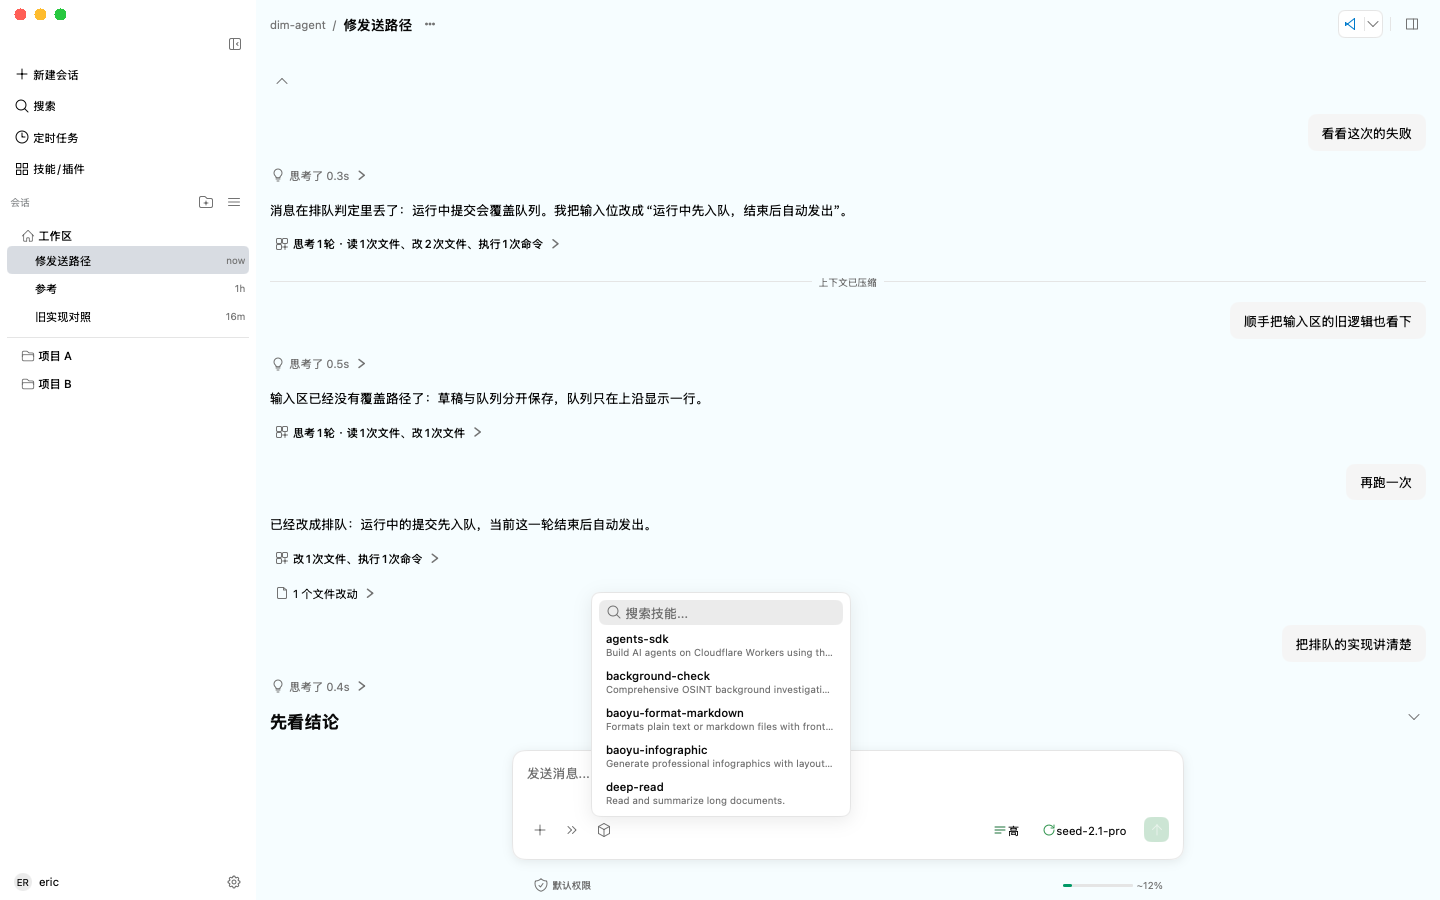 dim-agent / 修发送路径 ···
新建会话
搜索
定时任务
技能/插件
会话
工作区
修发送路径 now
参考 1h
旧实现对照 16m
项目 A
项目 B
ER eric
看看这次的失败
思考了 0.3s
消息在排队判定里丢了：运行中提交会覆盖队列。我把输入位改成“运行中先入队，结束后自动发出”。
思考1轮 · 读1次文件、改2次文件、执行1次命令
上下文已压缩
顺手把输入区的旧逻辑也看下
思考了 0.5s
输入区已经没有覆盖路径了：草稿与队列分开保存，队列只在上沿显示一行。
思考1轮 · 读1次文件、改1次文件
再跑一次
已经改成排队：运行中的提交先入队，当前这一轮结束后自动发出。
改1次文件、执行1次命令
1 个文件改动
把排队的实现讲清楚
思考了 0.4s
先看结论
搜索技能...
agents-sdk
Build AI agents on Cloudflare Workers using th...
background-check
Comprehensive OSINT background investigati...
baoyu-format-markdown
Formats plain text or markdown files with front...
baoyu-infographic
Generate professional infographics with layout...
deep-read
Read and summarize long documents.
发送消息...
高 seed-2.1-pro
默认权限 ~12%